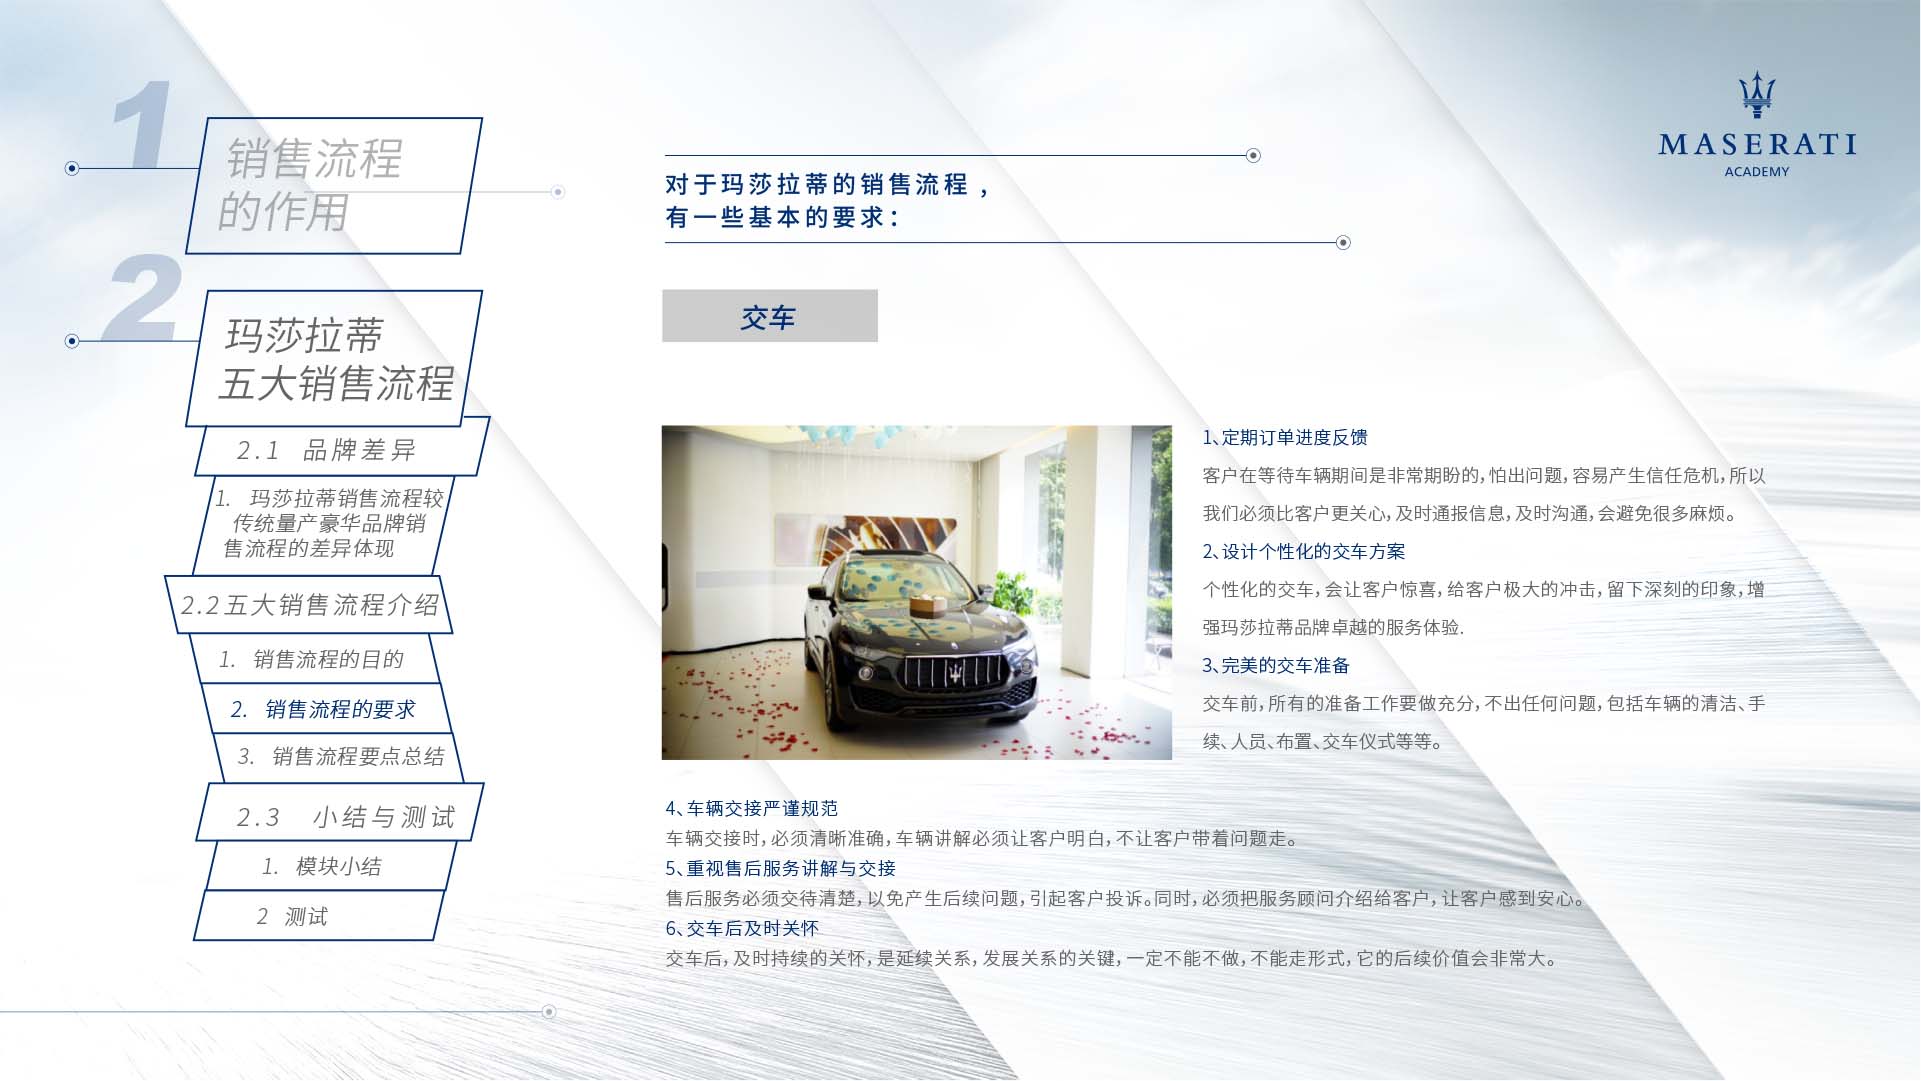 1
销售流程
的作用
2
玛莎拉蒂
五大销售流程
2.1 品牌差异
1. 玛莎拉蒂销售流程较
传统量产豪华品牌销
售流程的差异体现
2.2五大销售流程介绍
1. 销售流程的目的
2. 销售流程的要求
3. 销售流程要点总结
2.3 小结与测试
1. 模块小结
2 测试
MASERATI
ACADEMY
对于玛莎拉蒂的销售流程，
有一些基本的要求：
交车
1、定期订单进度反馈
客户在等待车辆期间是非常期盼的，怕出问题，容易产生信任危机，所以
我们必须比客户更关心，及时通报信息，及时沟通，会避免很多麻烦。
2、设计个性化的交车方案
个性化的交车，会让客户惊喜，给客户极大的冲击，留下深刻的印象，增
强玛莎拉蒂品牌卓越的服务体验.
3、完美的交车准备
交车前，所有的准备工作要做充分，不出任何问题，包括车辆的清洁、手
续、人员、布置、交车仪式等等。
4、车辆交接严谨规范
车辆交接时，必须清晰准确，车辆讲解必须让客户明白，不让客户带着问题走。
5、重视售后服务讲解与交接
售后服务必须交待清楚，以免产生后续问题，引起客户投诉。同时，必须把服务顾问介绍给客户，让客户感到安心。
6、交车后及时关怀
交车后，及时持续的关怀，是延续关系，发展关系的关键，一定不能不做，不能走形式，它的后续价值会非常大。